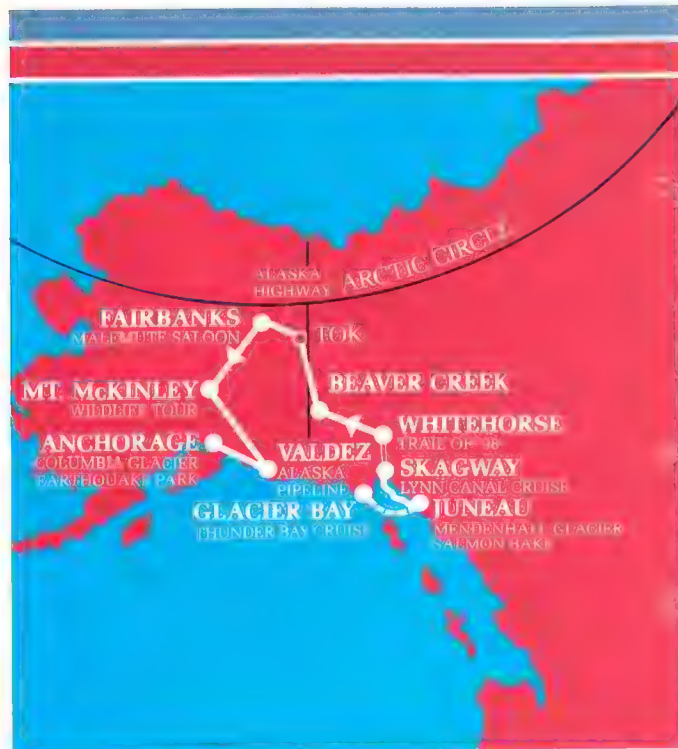 ALASKA
HIGHWAY
ARCTIC CIRCLE
FAIRBANKS
MALEMUTE SALOON
TOK
MT. McKINLEY
WILDLIFE TOUR
BEAVER CREEK
ANCHORAGE
COLUMBIA GLACIER
EARTHQUAKE PARK
VALDEZ
ALASKA
PIPELINE
WHITEHORSE
TRAIL OF '98
SKAGWAY
LYNN CANAL CRUISE
GLACIER BAY
THUNDER BAY CRUISE
JUNEAU
MENDENHALL GLACIER
SALMON BAKE